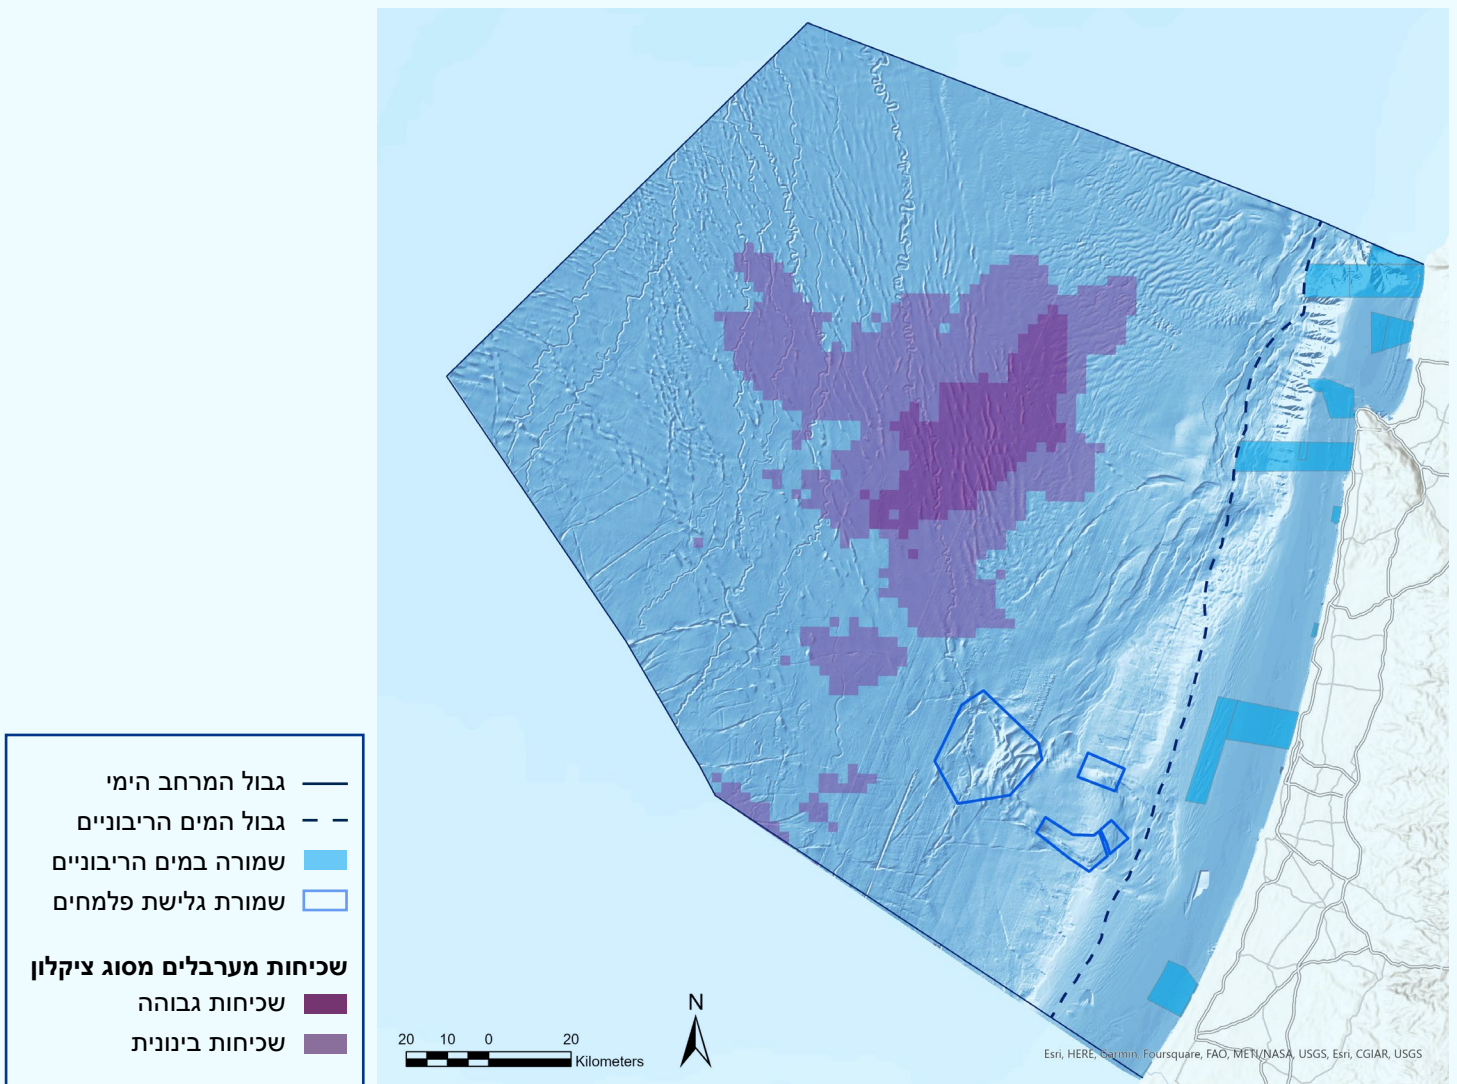 גבול המרחב הימי
גבול המים הריבוניים
שמורה במים הריבוניים
שמורת גלישת פלמחים
שכיחות מערבלים מסוג ציקלון
שכיחות גבוהה
שכיחות בינונית
N
20 10 0 20
Kilometers
Esri, HERE, Garmin, Foursquare, FAO, METI/NASA, USGS, Esri, CGIAR, USGS